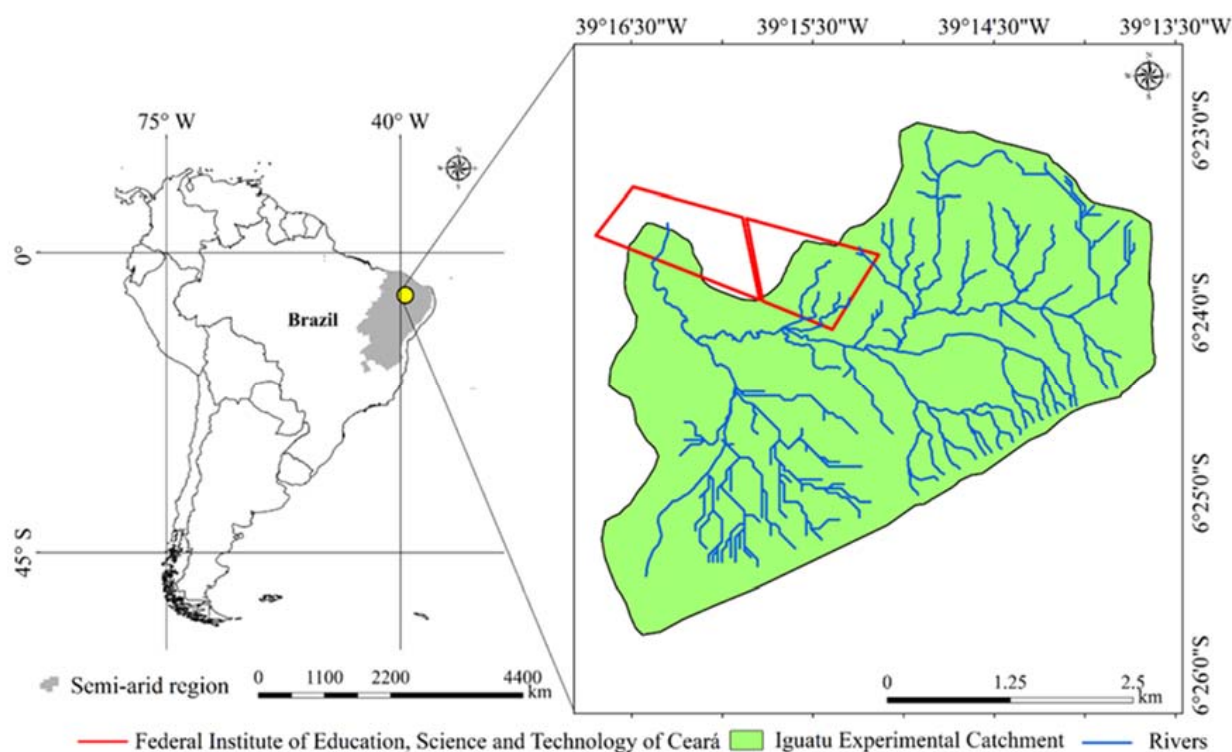 39°16'30"W 39°15'30"W 39°14'30"W 39°13'30"W
75° W 40° W
0°
45° S
Brazil
N
W E
S
N
W E
S
6°23'0"S
6°24'0"S
6°25'0"S
6°26'0"S
Semi-arid region
0 1100 2200 4400
km
0 1.25 2.5
km
Federal Institute of Education, Science and Technology of Ceará Iguatu Experimental Catchment Rivers